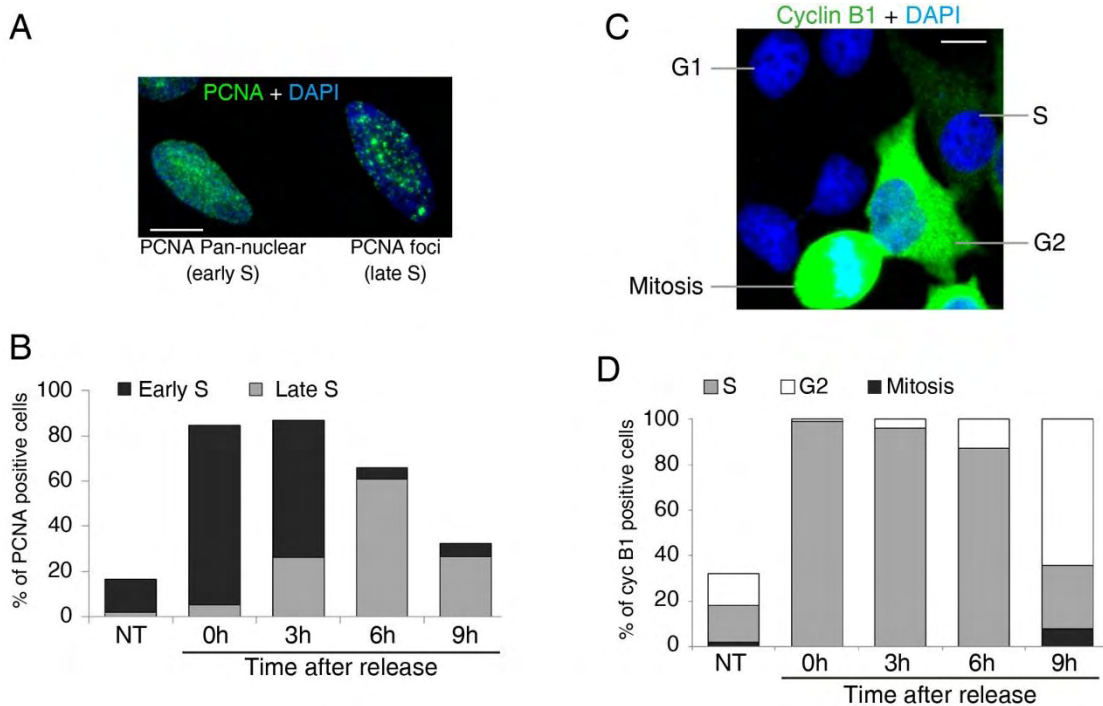 A
PCNA + DAPI
PCNA Pan-nuclear
(early S)
PCNA foci
(late S)
B
Early S
Late S
% of PCNA positive cells
100
80
60
40
20
0
NT
0h
3h
6h
9h
Time after release
C
Cyclin B1 + DAPI
G1
S
G2
Mitosis
D
S
G2
Mitosis
% of cyc B1 positive cells
100
80
60
40
20
0
NT
0h
3h
6h
9h
Time after release